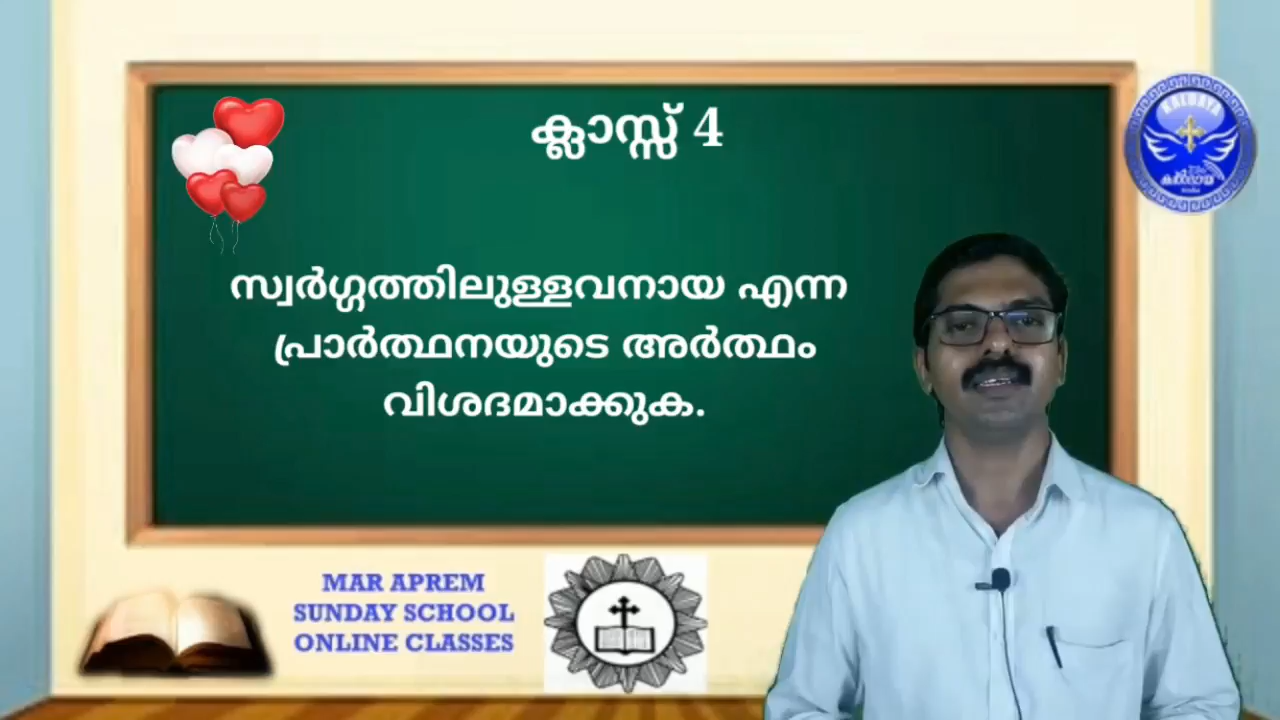 ക്ലാസ്സ് 4
സ്വർഗ്ഗത്തിലുള്ളവനായ എന്ന
പ്രാർത്ഥനയുടെ അർത്ഥം
വിശദമാക്കുക.
MAR APREM
SUNDAY SCHOOL
ONLINE CLASSES